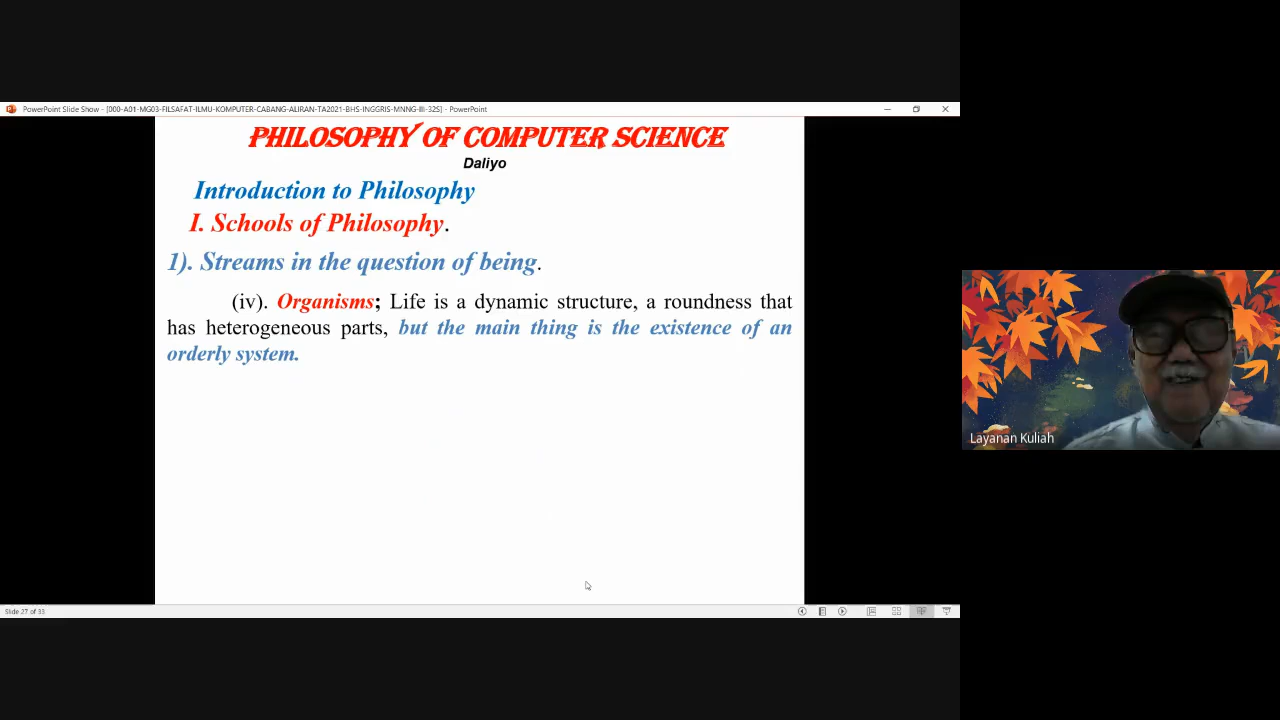 PowerPoint Slide Show - [000-A01-MG03-FILSAFAT-ILMU-KOMPUTER-CABANG-ALIRAN-TA2021-BHS-INGGRIS-MNNG-III-32S] - PowerPoint
PHILOSOPHY OF COMPUTER SCIENCE
Daliyo
Introduction to Philosophy
I. Schools of Philosophy.
1). Streams in the question of being.
(iv). Organisms; Life is a dynamic structure, a roundness that
has heterogeneous parts, but the main thing is the existence of an
orderly system.
Layanan Kuliah
Slide 27 of 33